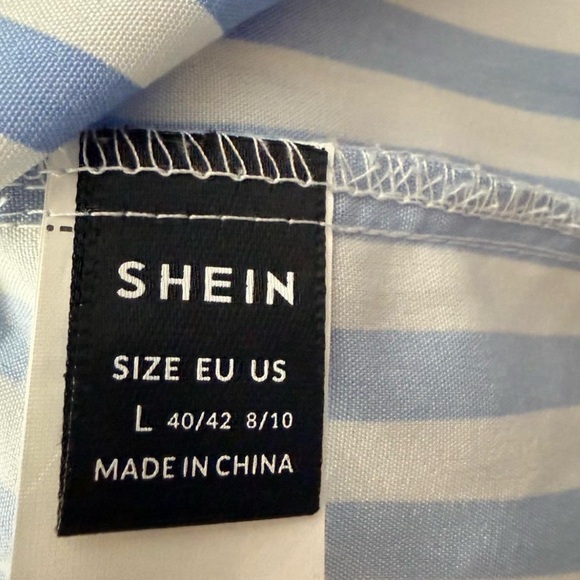 SHEIN
SIZE EU US
L 40/42 8/10
MADE IN CHINA